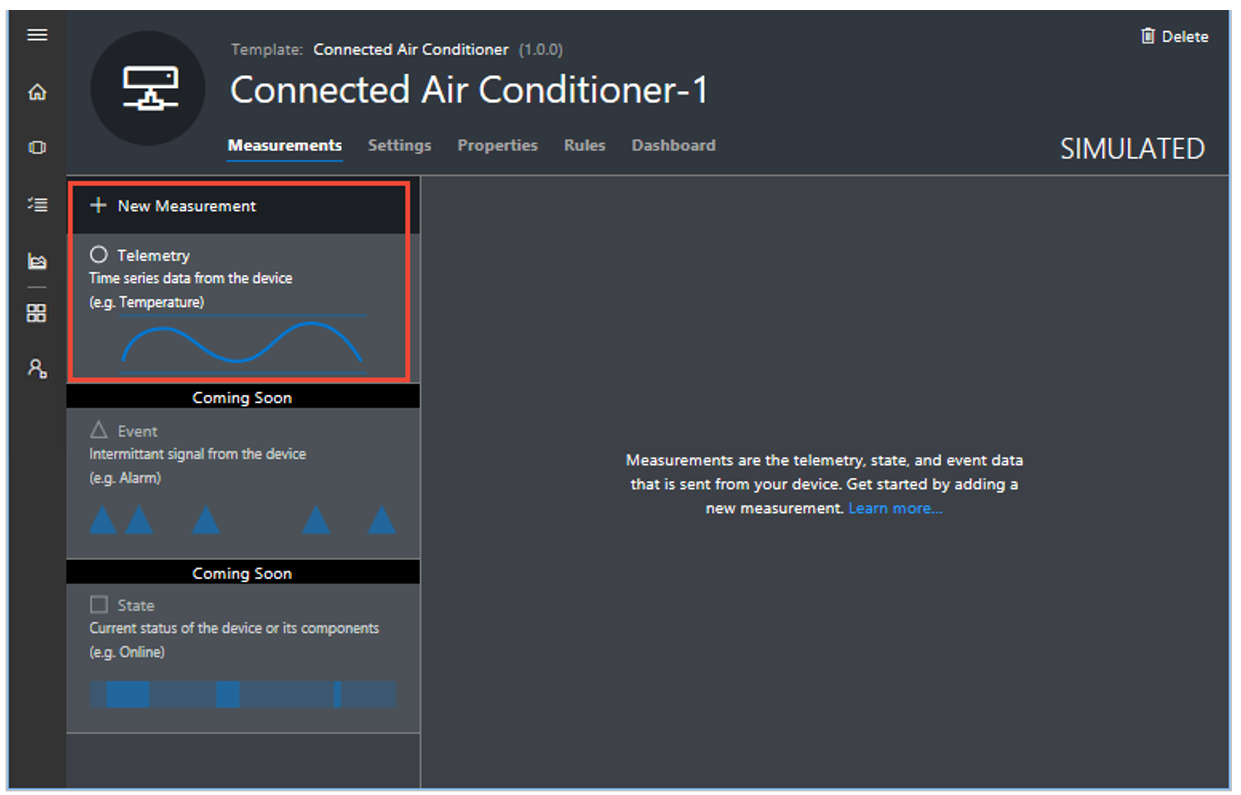 Delete
Template: Connected Air Conditioner (1.0.0)
Connected Air Conditioner-1
Measurements Settings Properties Rules Dashboard
SIMULATED
New Measurement
Telemetry
Time series data from the device
(e.g. Temperature)
Coming Soon
Event
Intermittant signal from the device
(e.g. Alarm)
Coming Soon
State
Current status of the device or its components
(e.g. Online)
Measurements are the telemetry, state, and event data
that is sent from your device. Get started by adding a
new measurement. Learn more...